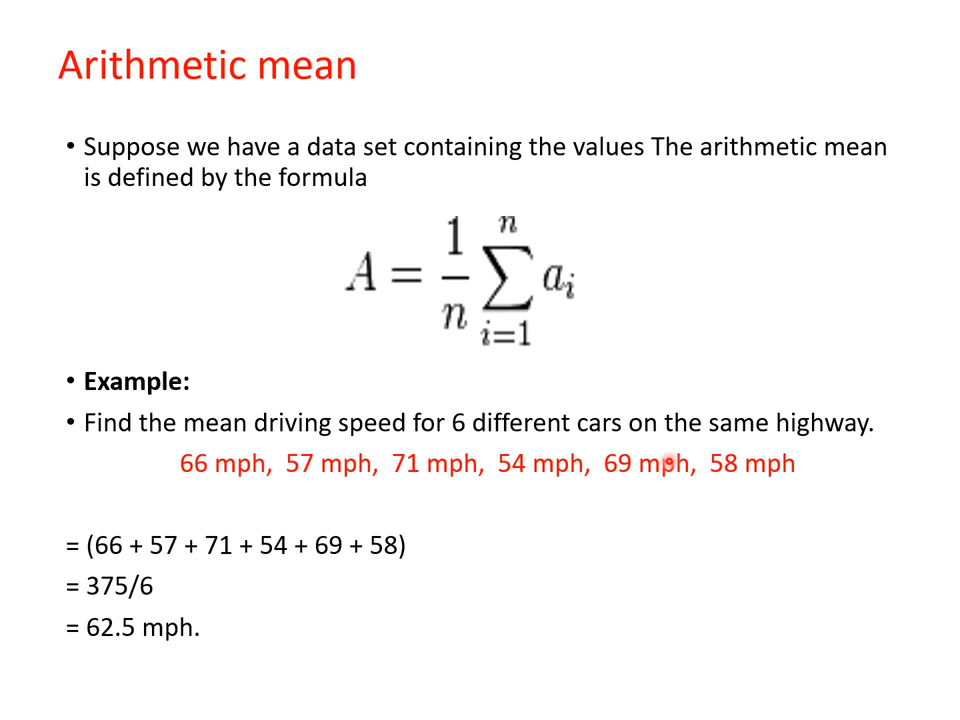 Arithmetic mean
• Suppose we have a data set containing the values The arithmetic mean
is defined by the formula
A = \frac{1}{n} \sum_{i=1}^{n} a_i
• Example:
• Find the mean driving speed for 6 different cars on the same highway.
66 mph, 57 mph, 71 mph, 54 mph, 69 mph, 58 mph
= (66 + 57 + 71 + 54 + 69 + 58)
= 375/6
= 62.5 mph.